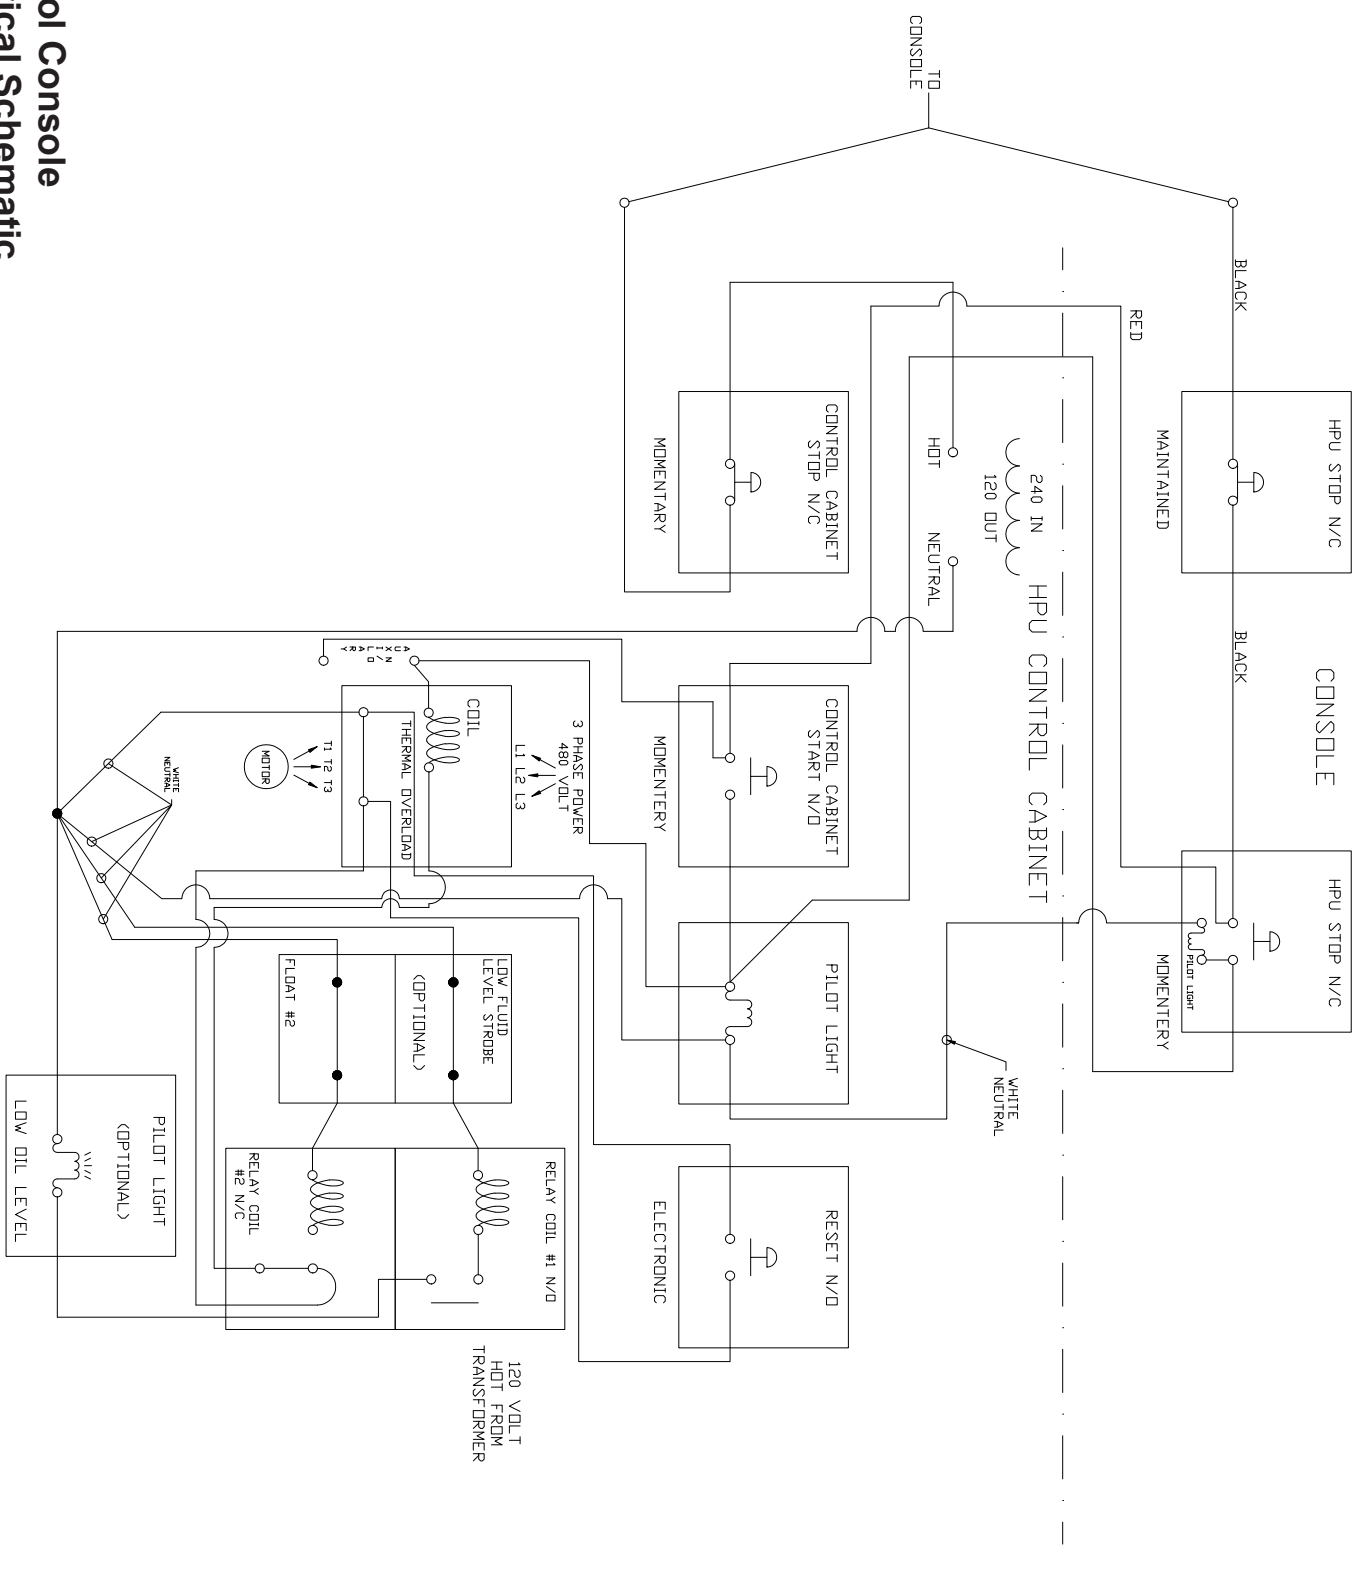 CONSOLE
HPU STOP N/C
MAINTAINED
BLACK
BLACK
HPU STOP N/C
PILOT LIGHT
MOMENTERY
RED
HPU CONTROL CABINET
240 IN
120 OUT
HOT
NEUTRAL
TO
CONSOLE
WHITE
NEUTRAL
CONTROL CABINET
STOP N/C
MOMENTARY
CONTROL CABINET
START N/O
MOMENTERY
PILOT LIGHT
RESET N/O
ELECTRONIC
3 PHASE POWER
480 VOLT
L1 L2 L3
COIL
THERMAL OVERLOAD
AUXILARY
N/O
T1 T2 T3
MOTOR
LOW FLUID
LEVEL STROBE
(OPTIONAL)
FLOAT #2
RELAY COIL #1 N/O
RELAY COIL
#2 N/C
120 VOLT
HOT FROM
TRANSFORMER
WHITE
NEUTRAL
PILOT LIGHT
(OPTIONAL)
LOW OIL LEVEL
ol Console
ical Schematic